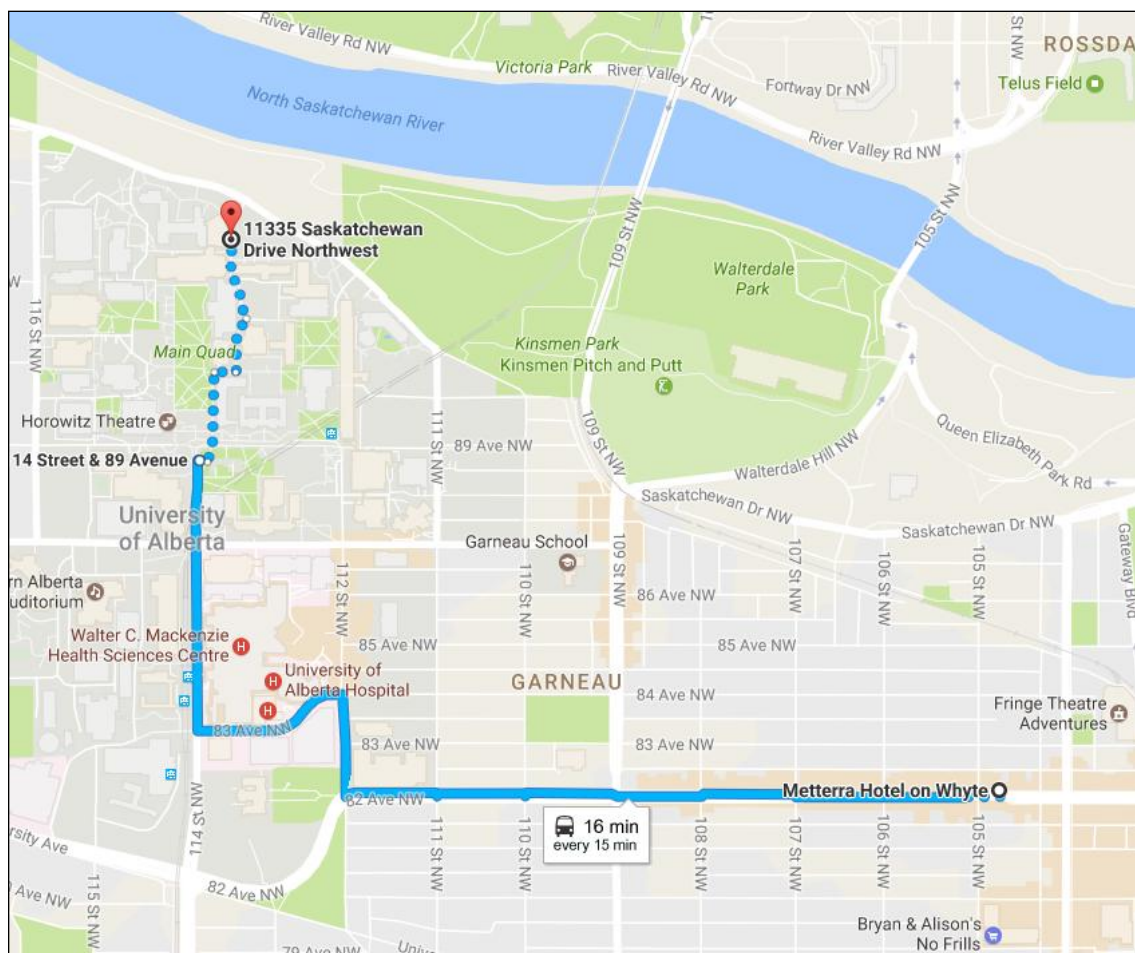 River Valley Rd NW
Victoria Park
River Valley Rd NW
Fortway Dr NW
ROSSDA
Telus Field
North Saskatchewan
River
River Valley Rd NW
St NW
10
105 St NW
109 St NW
11335 Saskatchewan
Drive Northwest
Walterdale
Park
116 St NW
Main Quad
Kinsmen Park
Kinsmen Pitch and Putt
Horowitz Theatre
111 St NW
89 Ave NW
109 St NW
Queen Elizabeth Park Rd
Walterdale Hill NW
14 Street & 89 Avenue
Saskatchewan Dr NW
Saskatchewan Dr NW
University
of Alberta
Garneau School
109 St NW
107 St NW
106 St NW
105 St NW
Gateway Blvd
112 St NW
110 St NW
86 Ave NW
rn Alberta
uditorium
85 Ave NW
85 Ave NW
Walter C. Mackenzie
Health Sciences Centre
H
University of
Alberta Hospital
H
H
GARNEAU
84 Ave NW
Fringe Theatre
Adventures
83 Ave NW
83 Ave NW
83 Ave NW
Metterra Hotel on Whyte
82 Ave NW
16 min
every 15 min
114 St NW
rsity Ave
111 St NW
110 St NW
108 St NW
107 St NW
106 St NW
105 St NW
115 St NW
82 Ave NW
Bryan & Alison's
No Frills
79 Ave NW
Univer